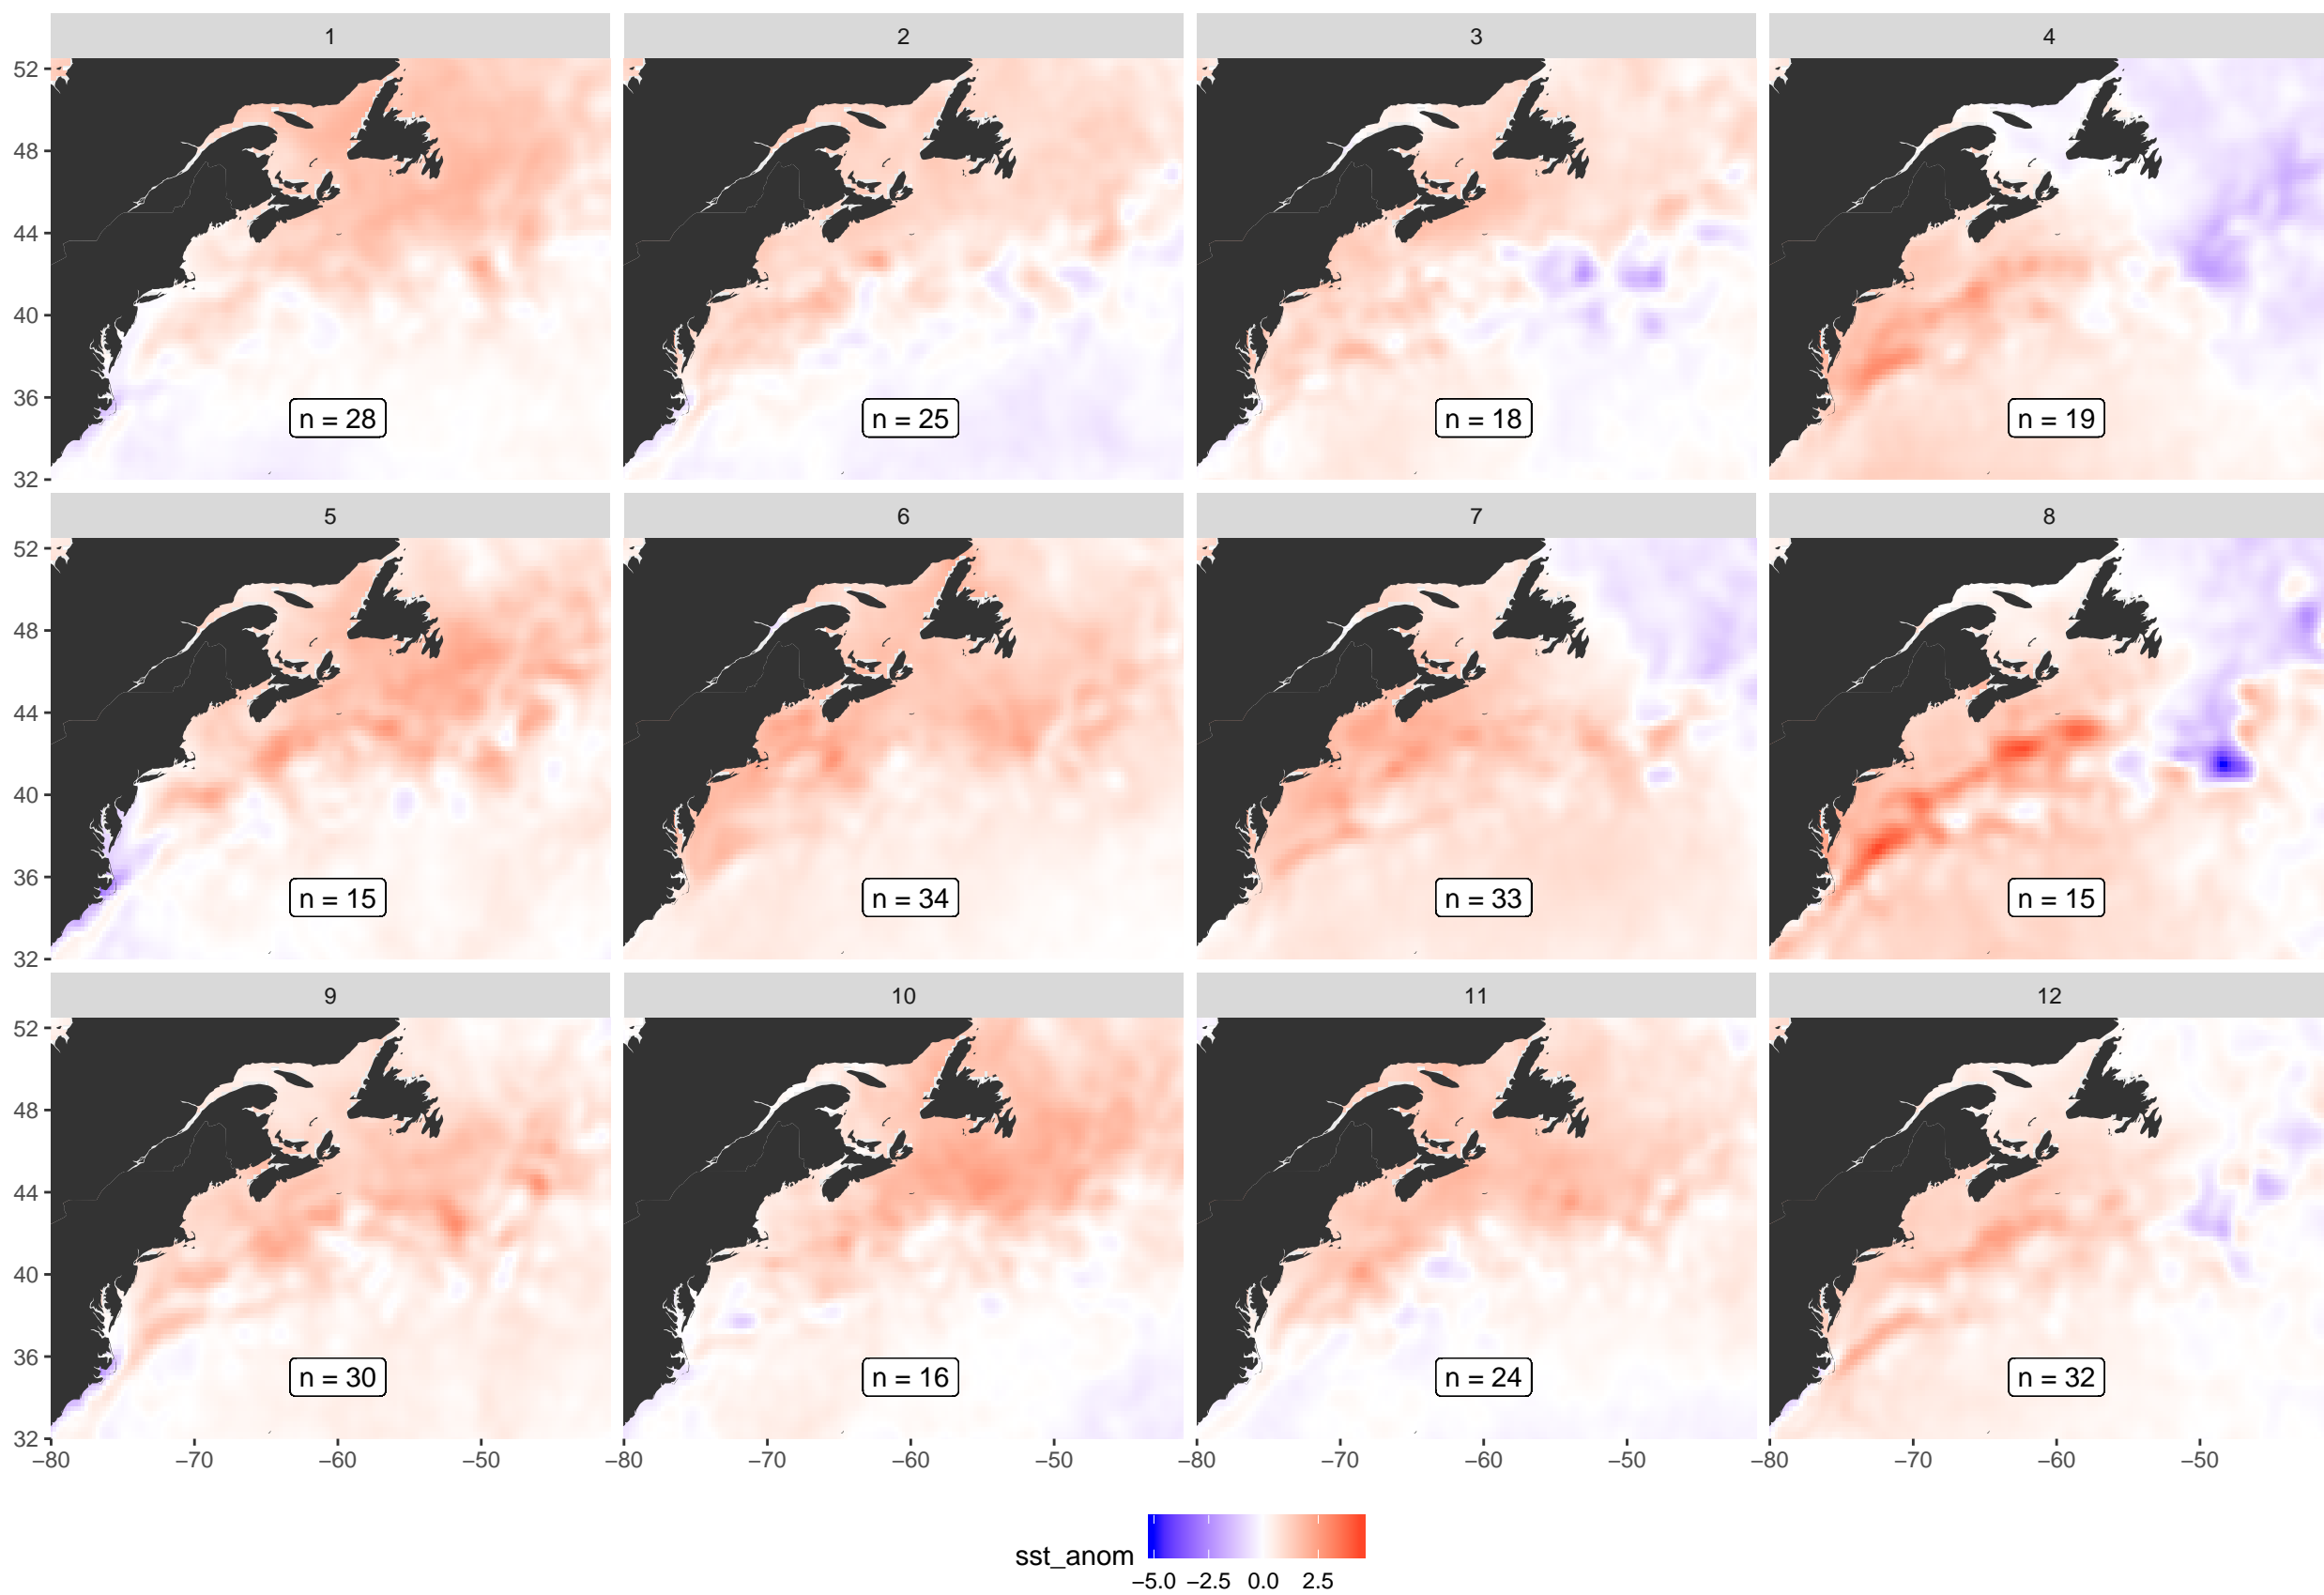 1 2 3 4
52
48
44
40
36
32
n = 28 n = 25 n = 18 n = 19
5 6 7 8
52
48
44
40
36
32
n = 15 n = 34 n = 33 n = 15
9 10 11 12
52
48
44
40
36
32
n = 30 n = 16 n = 24 n = 32
−80 −70 −60 −50 −80 −70 −60 −50 −80 −70 −60 −50 −80 −70 −60 −50
sst_anom
−5.0 −2.5 0.0 2.5